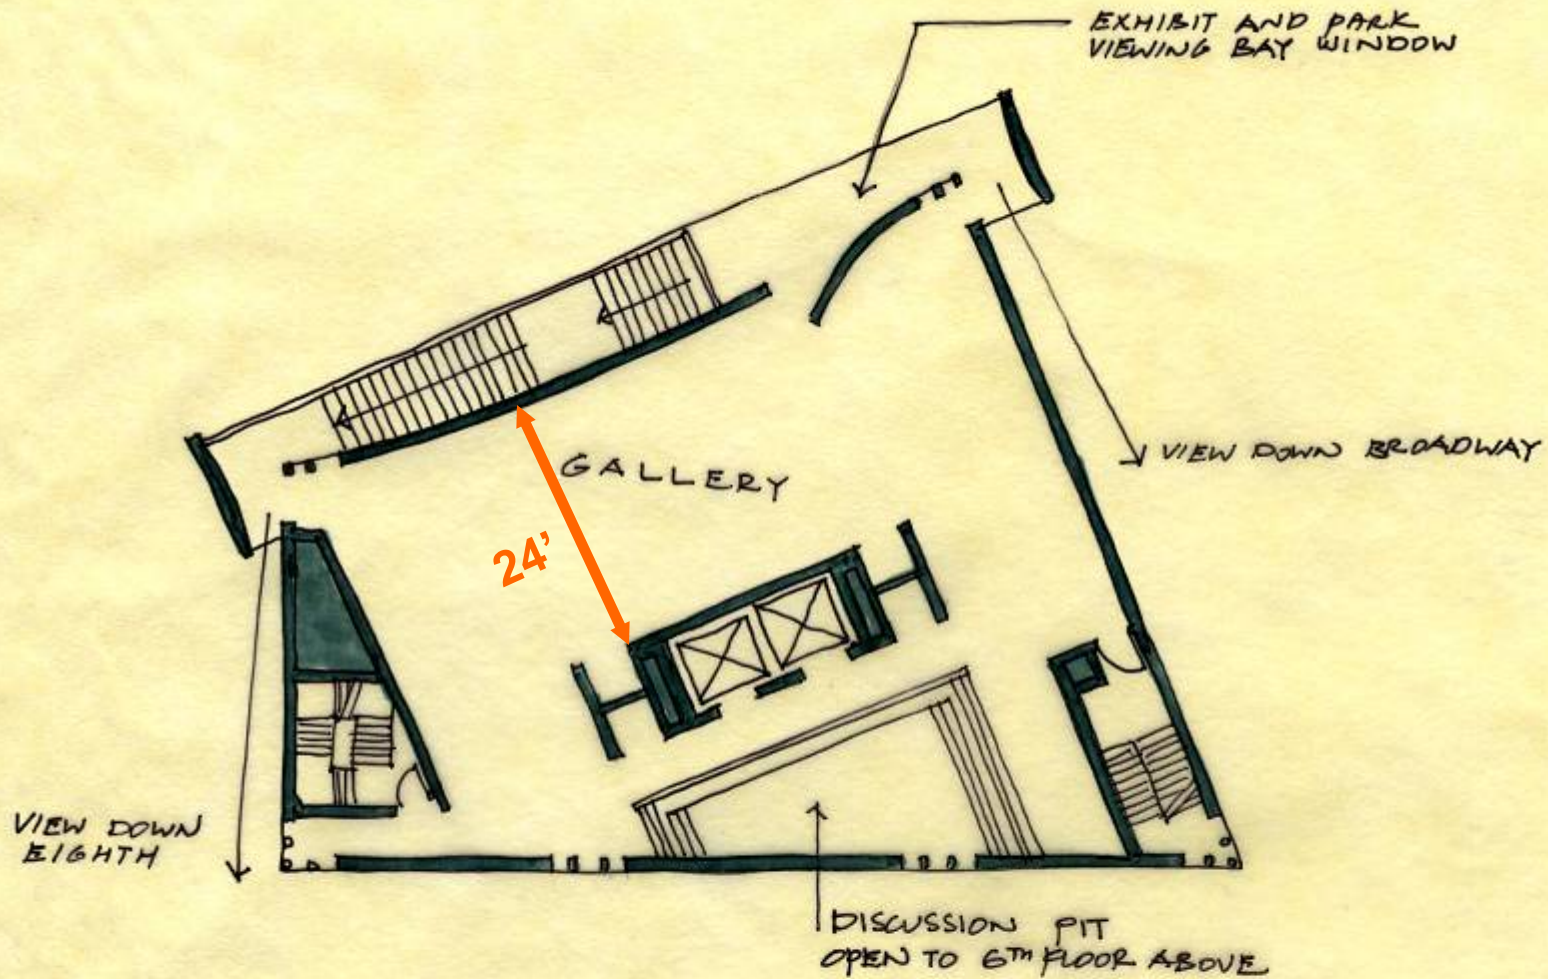 EXHIBIT AND PARK
VIEWING BAY WINDOW
GALLERY
VIEW DOWN BROADWAY
24’
VIEW DOWN
EIGHTH
DISCUSSION PIT
OPEN TO 6TH FLOOR ABOVE